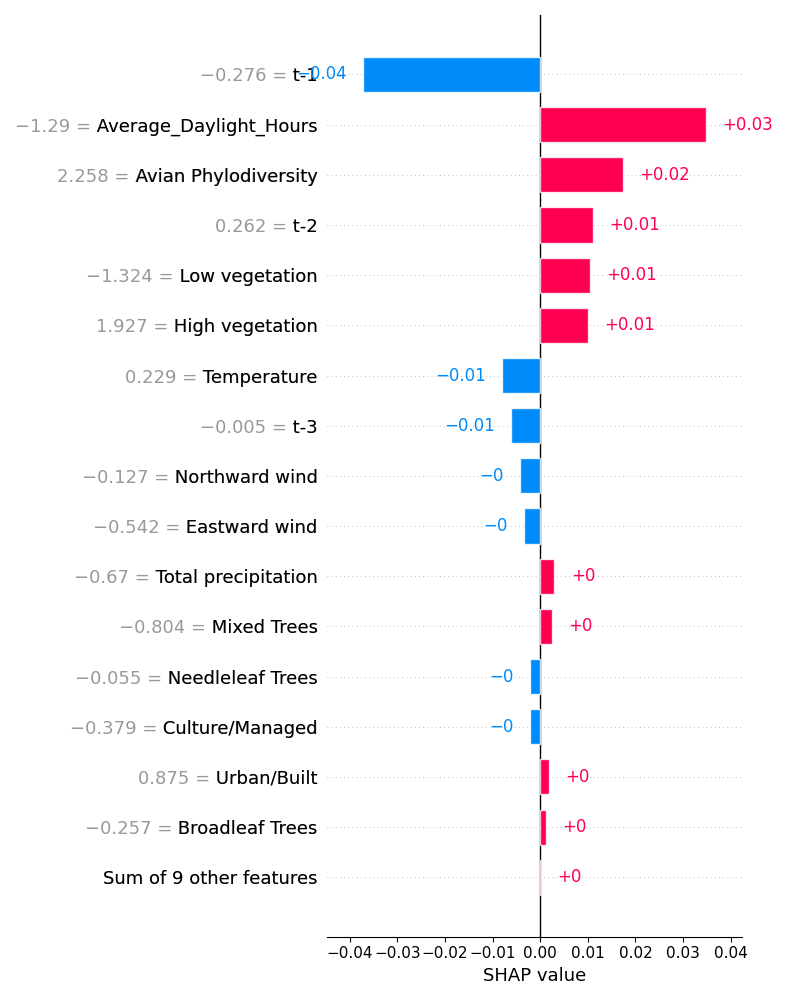 −0.276 = t-1 −0.04
−1.29 = Average_Daylight_Hours +0.03
2.258 = Avian Phylodiversity +0.02
0.262 = t-2 +0.01
−1.324 = Low vegetation +0.01
1.927 = High vegetation +0.01
0.229 = Temperature −0.01
−0.005 = t-3 −0.01
−0.127 = Northward wind −0
−0.542 = Eastward wind −0
−0.67 = Total precipitation +0
−0.804 = Mixed Trees +0
−0.055 = Needleleaf Trees −0
−0.379 = Culture/Managed −0
0.875 = Urban/Built +0
−0.257 = Broadleaf Trees +0
Sum of 9 other features +0
−0.04 −0.03 −0.02 −0.01 0.00 0.01 0.02 0.03 0.04
SHAP value